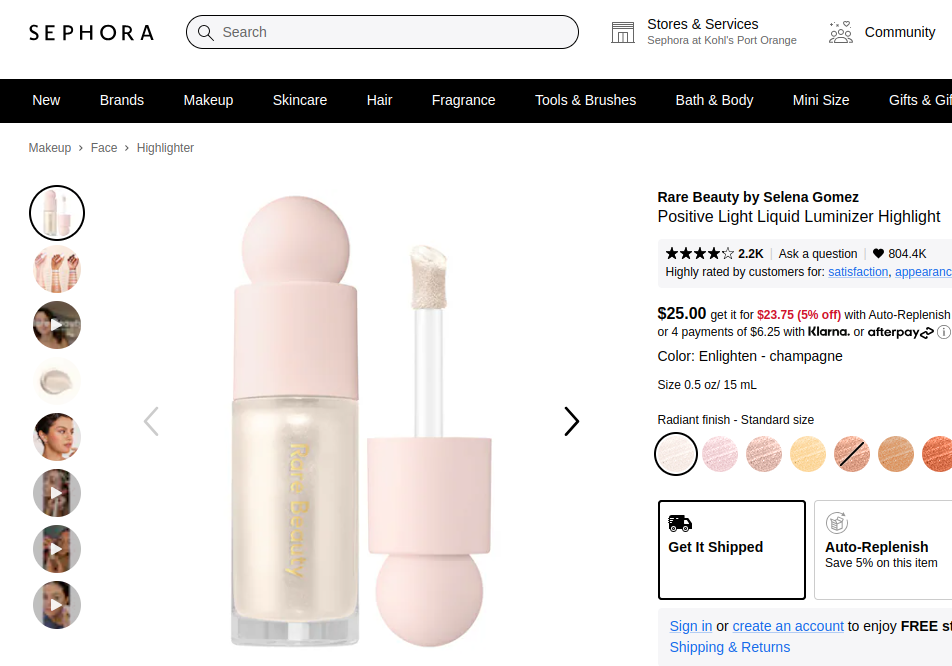 SEPHORA
Search
Stores & Services
Sephora at Kohl's Port Orange
Community
New Brands Makeup Skincare Hair Fragrance Tools & Brushes Bath & Body Mini Size Gifts & Gif
Makeup > Face > Highlighter
Rare Beauty by Selena Gomez
Positive Light Liquid Luminizer Highlight
2.2K | Ask a question | 804.4K
Highly rated by customers for: satisfaction, appearanc
$25.00 get it for $23.75 (5% off) with Auto-Replenish
or 4 payments of $6.25 with Klarna. or afterpay
Color: Enlighten - champagne
Size 0.5 oz/ 15 mL
Radiant finish - Standard size
Rare Beauty
Get It Shipped
Auto-Replenish
Save 5% on this item
Sign in or create an account to enjoy FREE st
Shipping & Returns